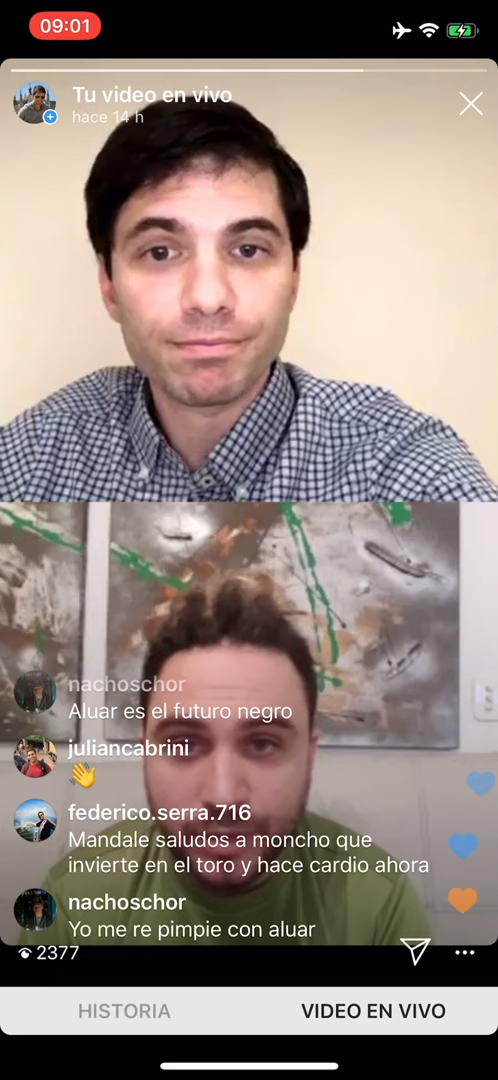 09:01
Tu video en vivo
hace 14 h
nachoschor
Aluar es el futuro negro
juliancabrini
👋
federico.serra.716
Mandale saludos a moncho que
invierte en el toro y hace cardio ahora
nachoschor
Yo me re pimpie con aluar
2377
HISTORIA
VIDEO EN VIVO